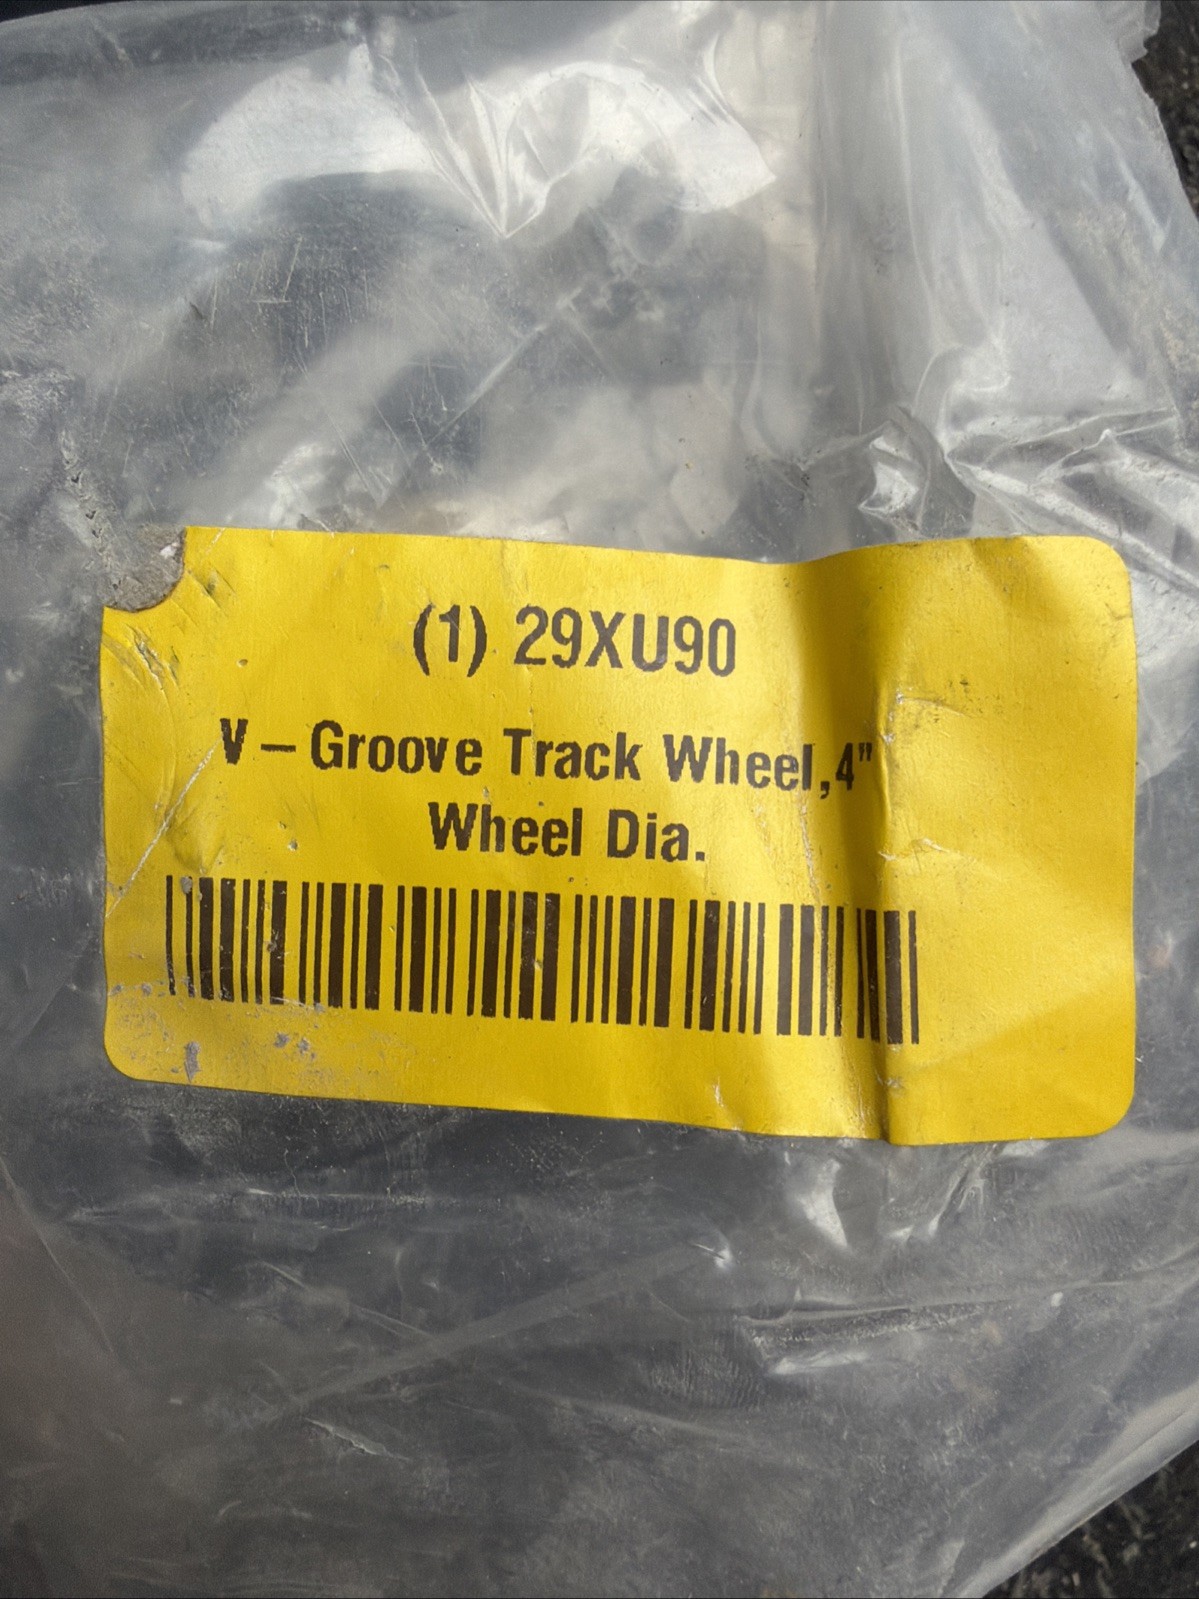 (1) 29XU90
V-Groove Track Wheel,4"
Wheel Dia.